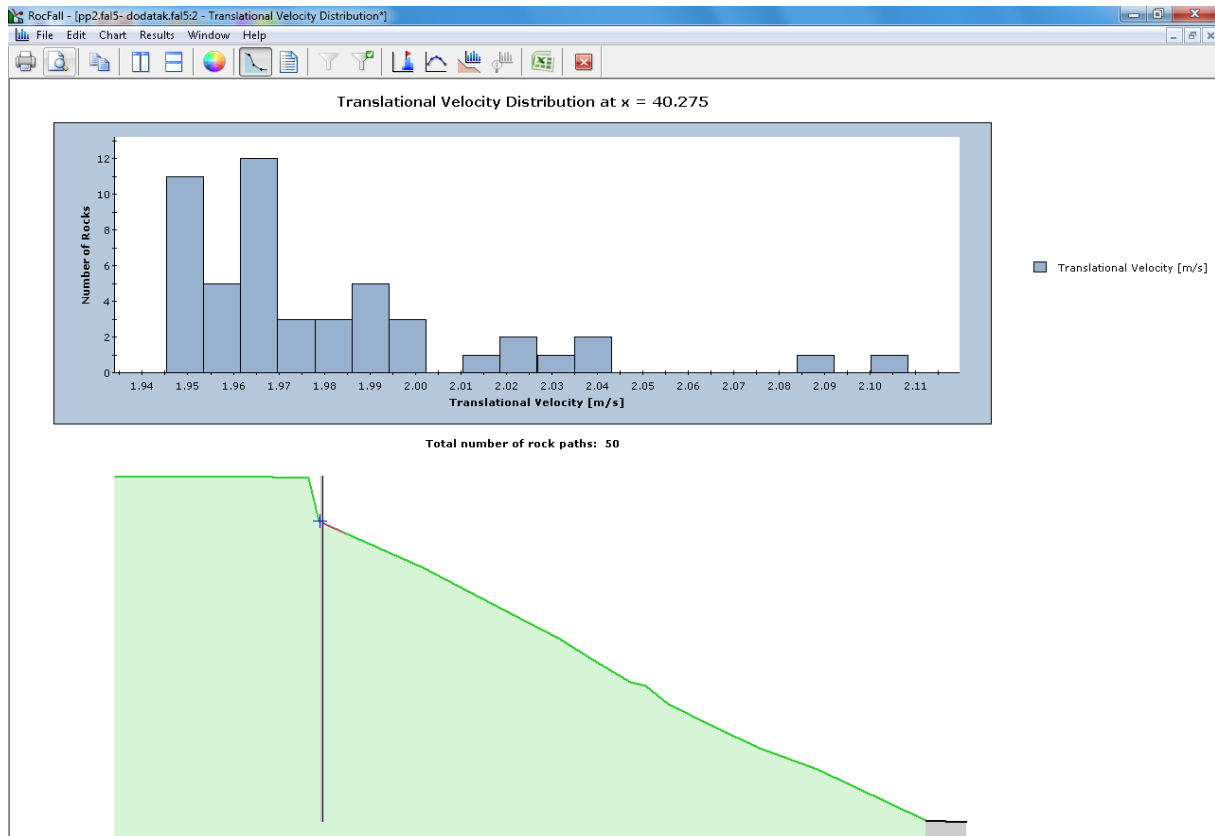 RocFall - [pp2.fal5- dodatak.fal5:2 - Translational Velocity Distribution*]
File Edit Chart Results Window Help
Translational Velocity Distribution at x = 40.275
12
10
8
6
4
2
0
Number of Rocks
1.94 1.95 1.96 1.97 1.98 1.99 2.00 2.01 2.02 2.03 2.04 2.05 2.06 2.07 2.08 2.09 2.10 2.11
Translational Velocity [m/s]
Translational Velocity [m/s]
Total number of rock paths: 50